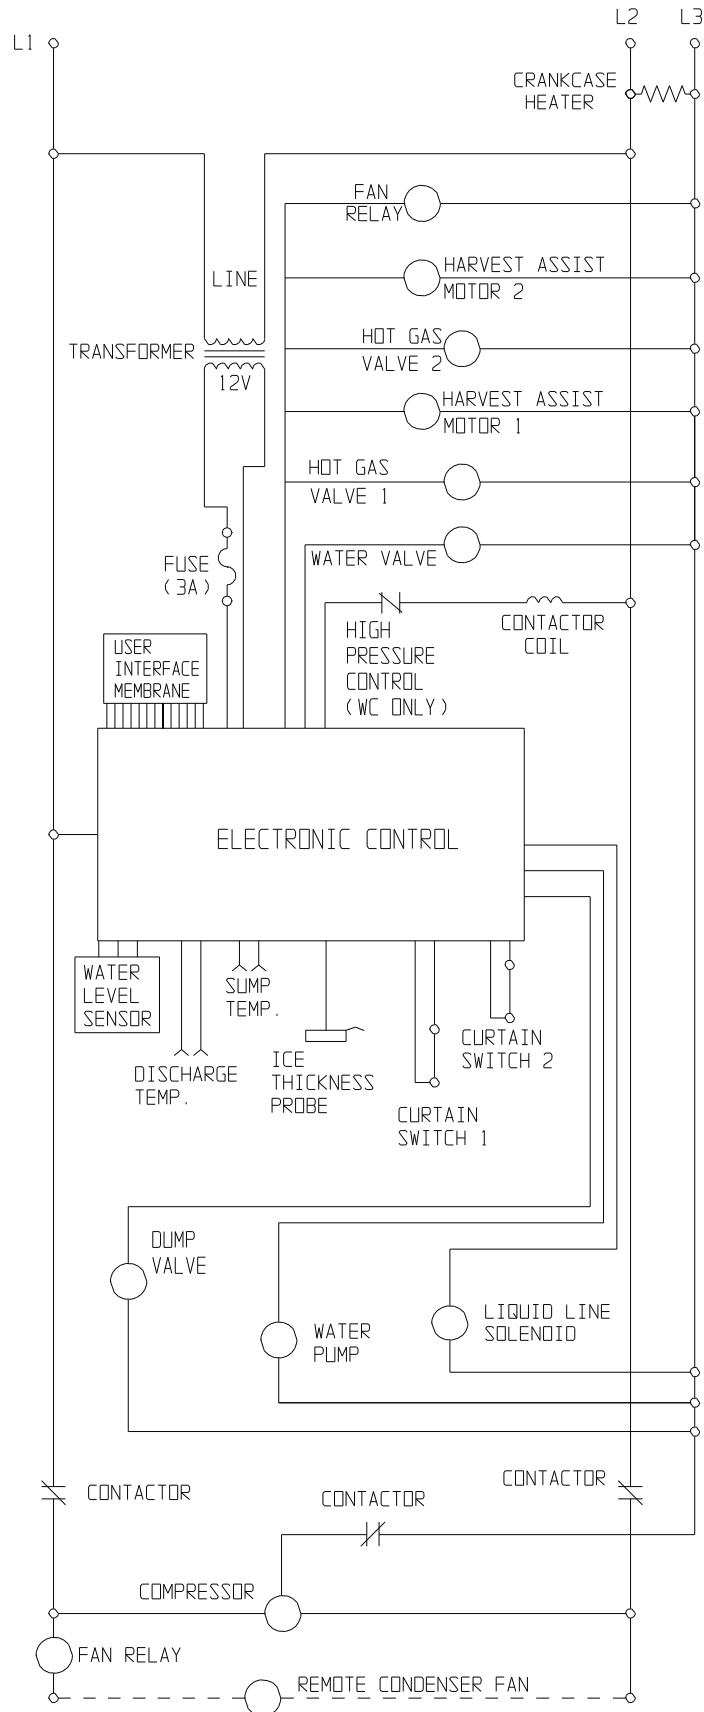 L1
L2
L3
CRANKCASE
HEATER
FAN
RELAY
LINE
HARVEST ASSIST
MOTOR 2
TRANSFORMER
HOT GAS
VALVE 2
12V
HARVEST ASSIST
MOTOR 1
HOT GAS
VALVE 1
WATER VALVE
FUSE
(3A)
HIGH
PRESSURE
CONTROL
(WC ONLY)
CONTACTOR
COIL
USER
INTERFACE
MEMBRANE
ELECTRONIC CONTROL
WATER
LEVEL
SENSOR
DISCHARGE
TEMP.
SUMP
TEMP.
ICE
THICKNESS
PROBE
CURTAIN
SWITCH 1
CURTAIN
SWITCH 2
DUMP
VALVE
WATER
PUMP
LIQUID LINE
SOLENOID
CONTACTOR
CONTACTOR
CONTACTOR
COMPRESSOR
FAN RELAY
REMOTE CONDENSER FAN